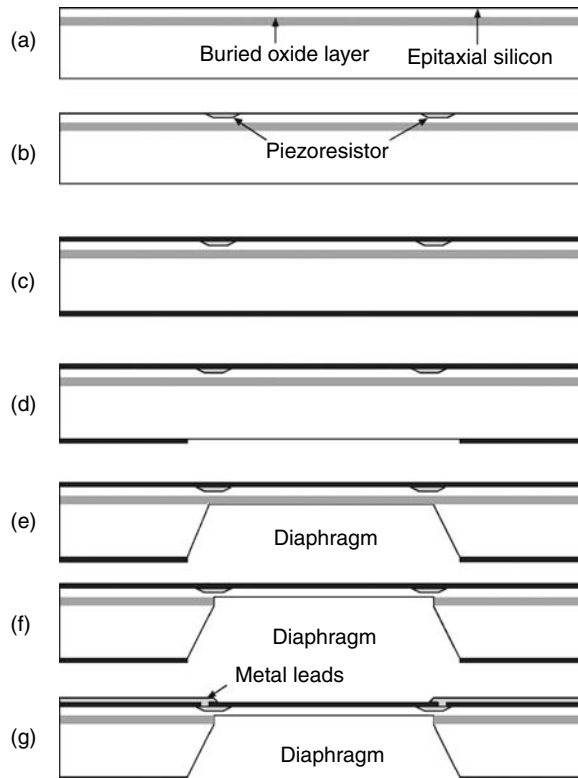 (a)
Buried oxide layer
Epitaxial silicon
(b)
Piezoresistor
(c)
(d)
(e)
Diaphragm
(f)
Diaphragm
Metal leads
(g)
Diaphragm